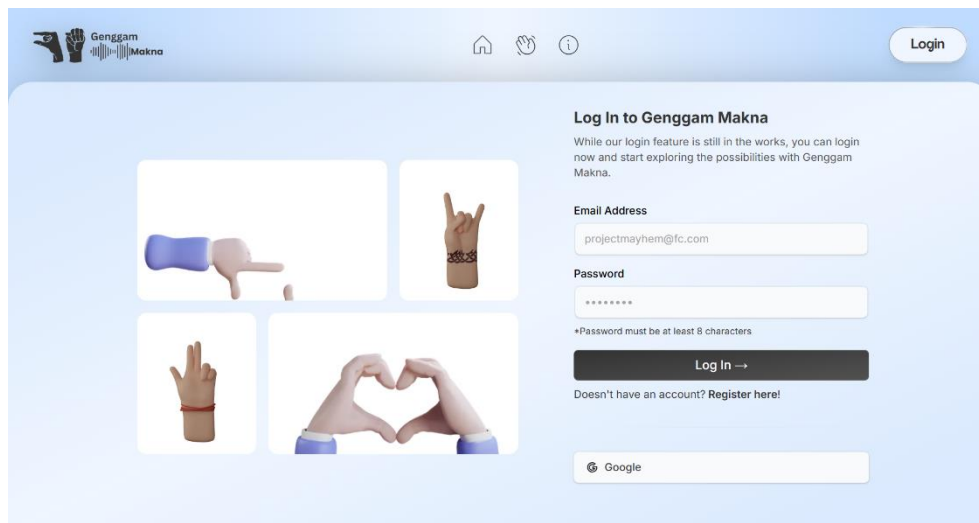 Genggam
Makna
Login
Log In to Genggam Makna
While our login feature is still in the works, you can login
now and start exploring the possibilities with Genggam
Makna.
Email Address
projectmayhem@fc.com
Password
••••••••
*Password must be at least 8 characters
Log In →
Doesn't have an account? Register here!
G Google